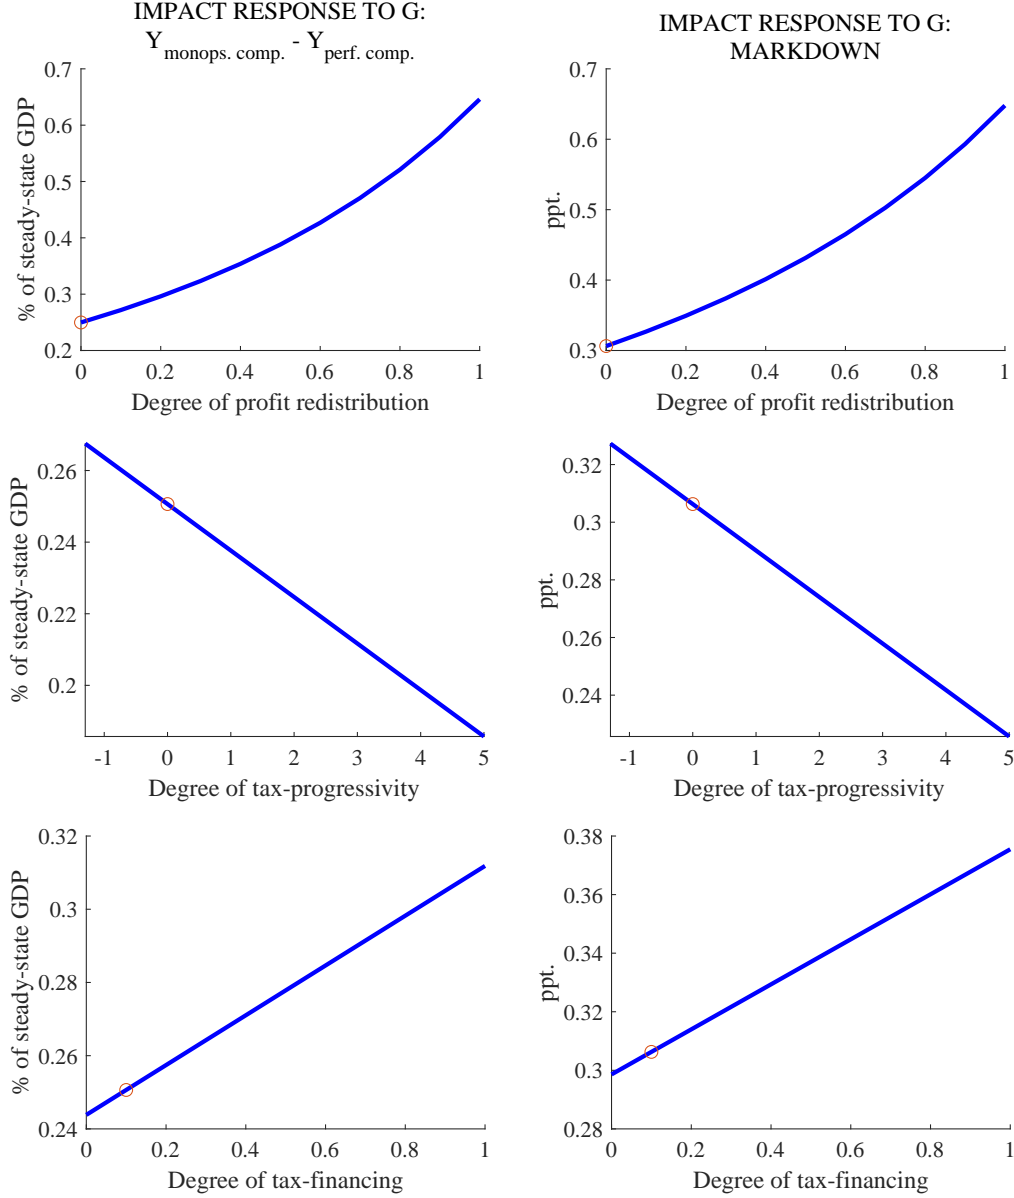 IMPACT RESPONSE TO G:
Y monops. comp. - Y perf. comp.
% of steady-state GDP
0.7
0.6
0.5
0.4
0.3
0.2
0 0.2 0.4 0.6 0.8 1
Degree of profit redistribution
IMPACT RESPONSE TO G:
MARKDOWN
ppt.
0.7
0.6
0.5
0.4
0.3
0 0.2 0.4 0.6 0.8 1
Degree of profit redistribution
% of steady-state GDP
0.26
0.24
0.22
0.2
-1 0 1 2 3 4 5
Degree of tax-progressivity
ppt.
0.32
0.3
0.28
0.26
0.24
-1 0 1 2 3 4 5
Degree of tax-progressivity
% of steady-state GDP
0.32
0.3
0.28
0.26
0.24
0 0.2 0.4 0.6 0.8 1
Degree of tax-financing
ppt.
0.38
0.36
0.34
0.32
0.3
0.28
0 0.2 0.4 0.6 0.8 1
Degree of tax-financing